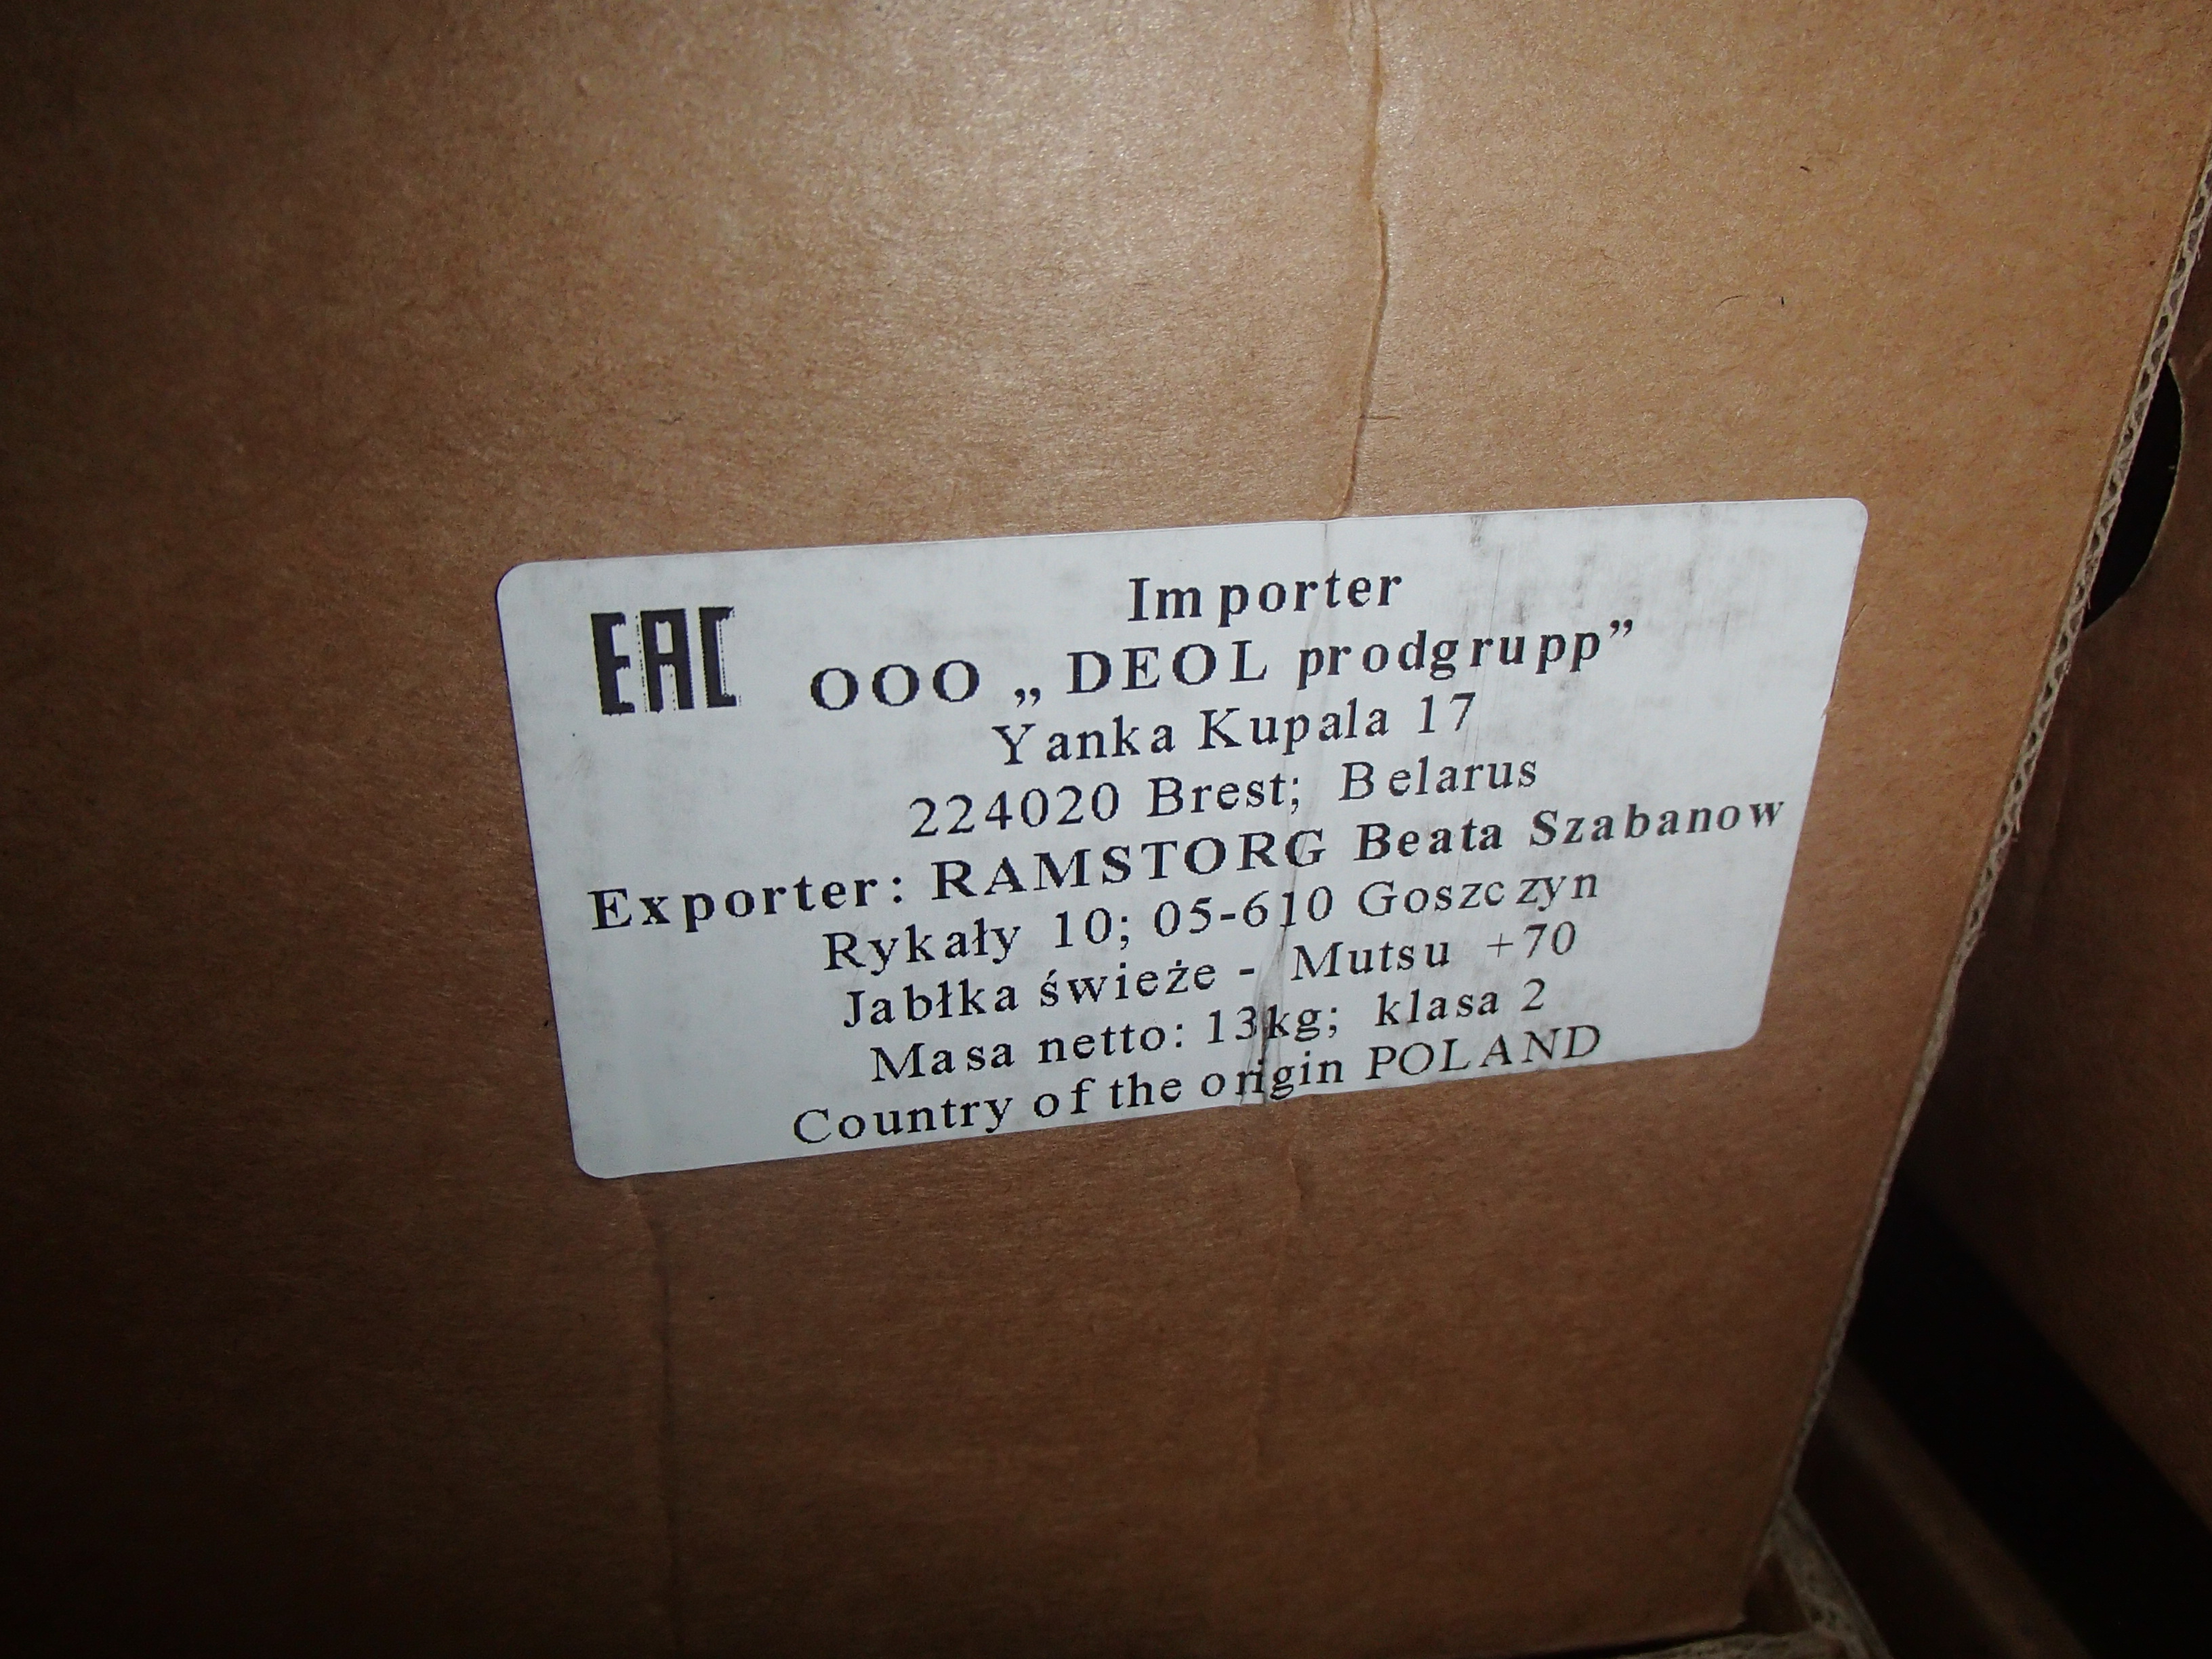 Importer
EAC OOO „DEOL prodgrupp”
Yanka Kupala 17
224020 Brest; Belarus
Exporter: RAMSTORG Beata Szabanow
Rykały 10; 05-610 Goszczyn
Jabłka świeże - Mutsu +70
Masa netto: 13kg; klasa 2
Country of the origin POLAND